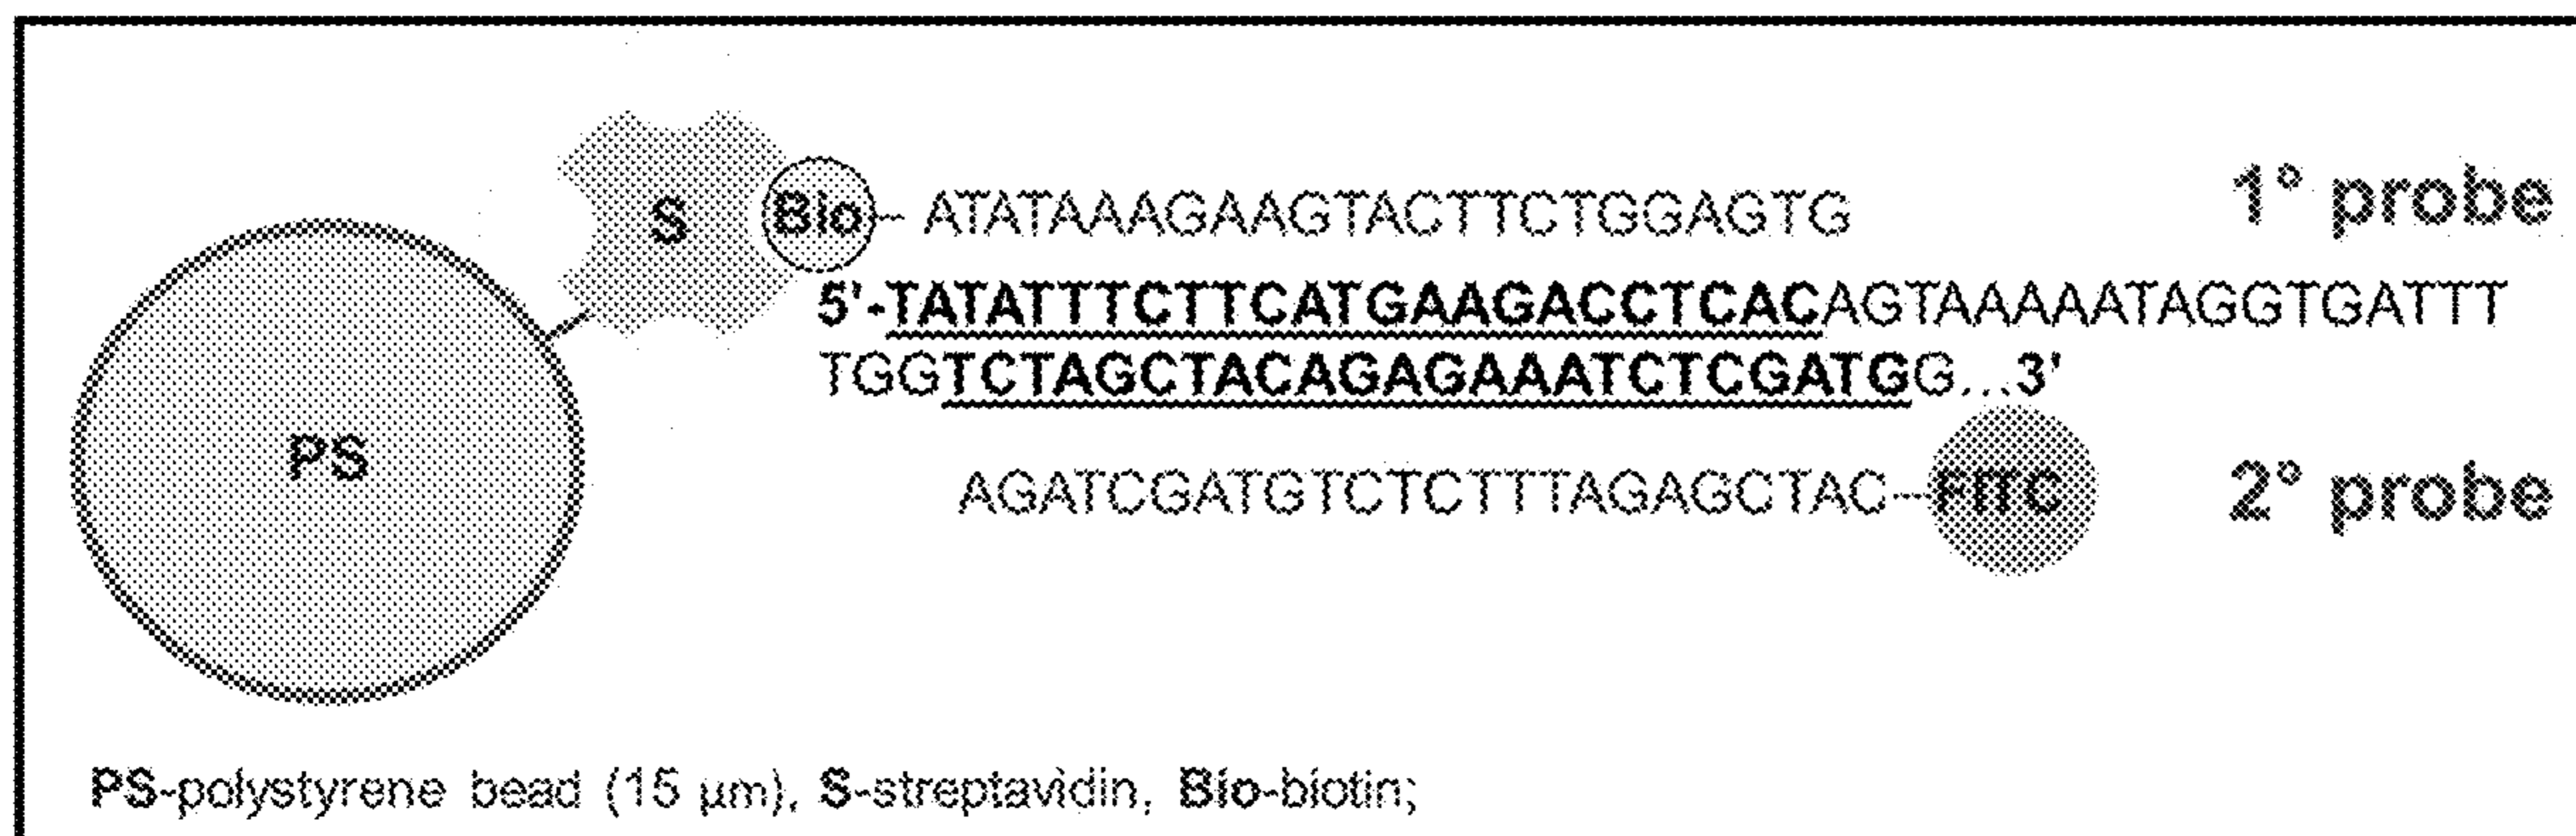 S Bio - ATATAAAGAAGTACTTCTGGAGTG 1° probe
5'-TATATTTCTTCATGAAGACCTCACAGTAAAAATAGGTGATTT
TGGTCTAGCTACAGAGAAATCTCGATGG...3'
PS
AGATCGATGTCTCTTTAGAGCTAC---FITC 2° probe
PS-polystyrene bead (15 µm), S-streptavidin, Bio-biotin;